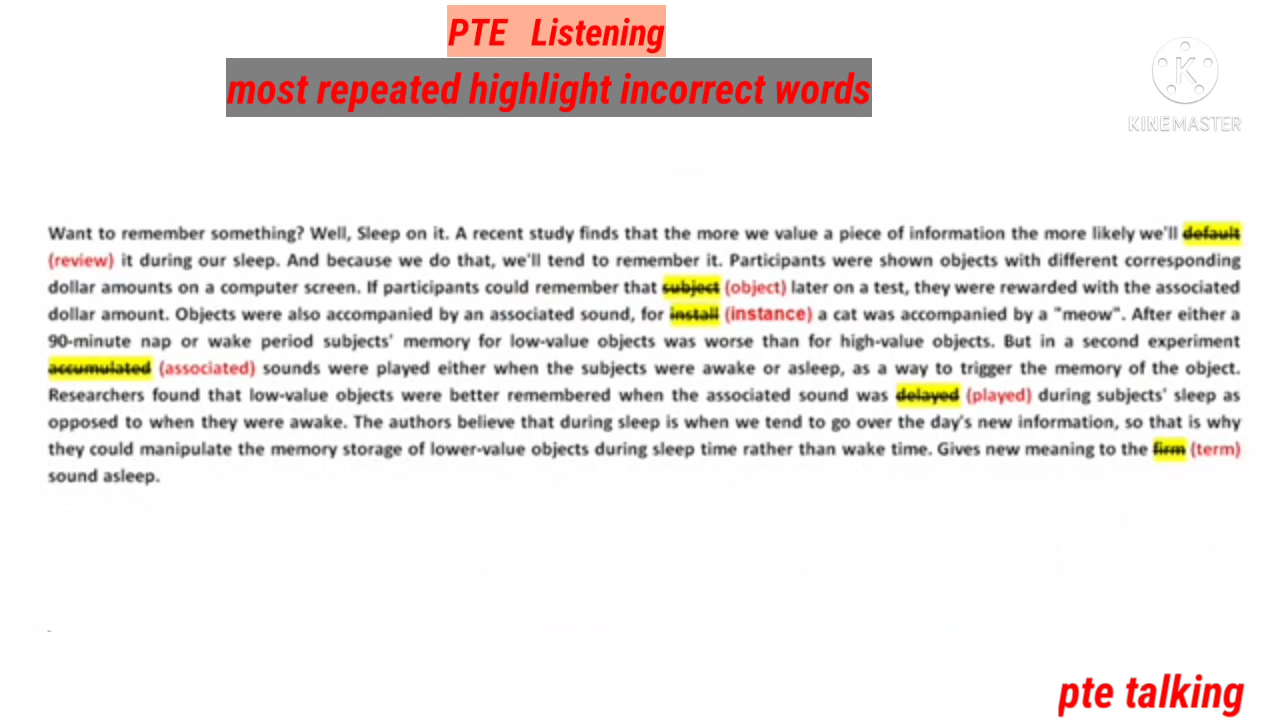 PTE Listening
most repeated highlight incorrect words
KINEMASTER
Want to remember something? Well, Sleep on it. A recent study finds that the more we value a piece of information the more likely we'll default
(review) it during our sleep. And because we do that, we'll tend to remember it. Participants were shown objects with different corresponding
dollar amounts on a computer screen. If participants could remember that subject (object) later on a test, they were rewarded with the associated
dollar amount. Objects were also accompanied by an associated sound, for install (instance) a cat was accompanied by a "meow". After either a
90-minute nap or wake period subjects' memory for low-value objects was worse than for high-value objects. But in a second experiment
accumulated (associated) sounds were played either when the subjects were awake or asleep, as a way to trigger the memory of the object.
Researchers found that low-value objects were better remembered when the associated sound was delayed (played) during subjects' sleep as
opposed to when they were awake. The authors believe that during sleep is when we tend to go over the day's new information, so that is why
they could manipulate the memory storage of lower-value objects during sleep time rather than wake time. Gives new meaning to the firm (term)
sound asleep.
pte talking